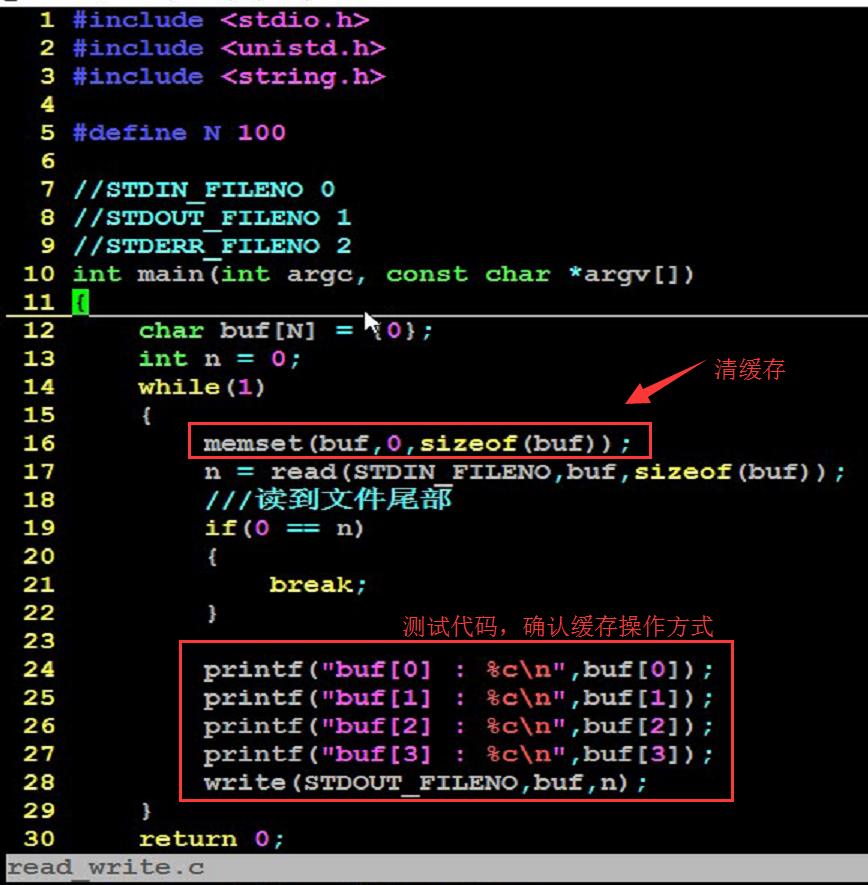 1 #include <stdio.h>
2 #include <unistd.h>
3 #include <string.h>
4
5 #define N 100
6
7 //STDIN_FILENO 0
8 //STDOUT_FILENO 1
9 //STDERR_FILENO 2
10 int main(int argc, const char *argv[])
11 {
12     char buf[N] = {0};
13     int n = 0;
14     while(1)
清缓存
15     {
16         memset(buf,0,sizeof(buf));
17         n = read(STDIN_FILENO,buf,sizeof(buf));
18         ///读到文件尾部
19         if(0 == n)
20         {
21             break;
22         }
测试代码，确认缓存操作方式
23
24         printf("buf[0] : %c\n",buf[0]);
25         printf("buf[1] : %c\n",buf[1]);
26         printf("buf[2] : %c\n",buf[2]);
27         printf("buf[3] : %c\n",buf[3]);
28         write(STDOUT_FILENO,buf,n);
29     }
30     return 0;
read_write.c